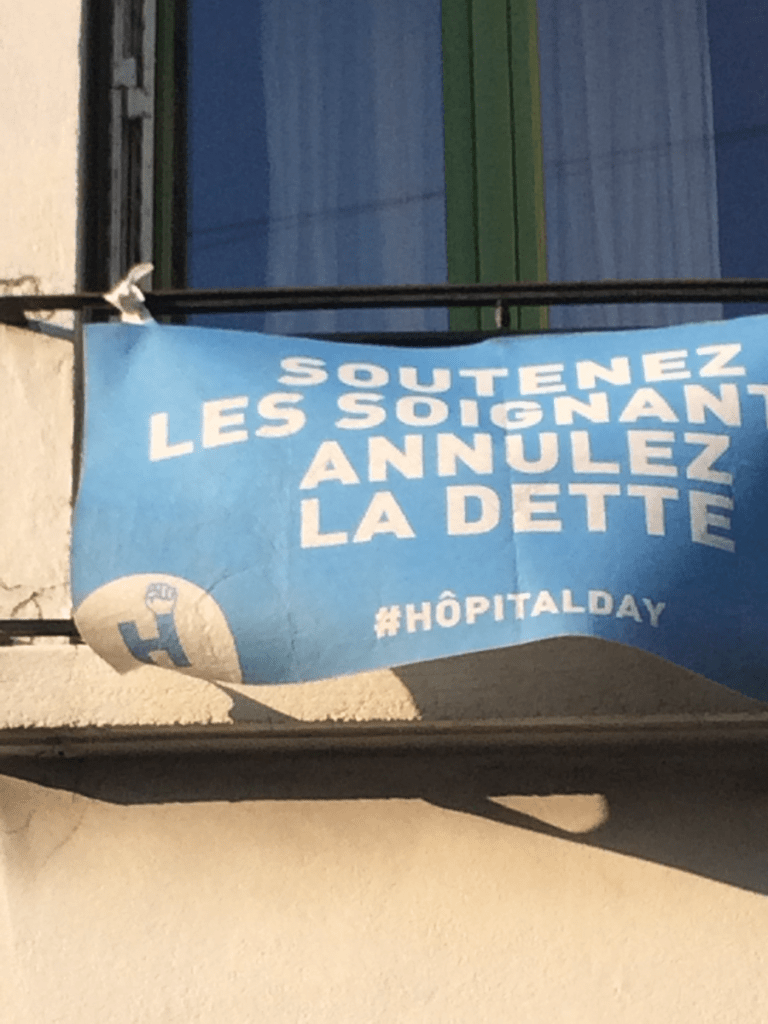 SOUTENEZ
LES SOIGNANT
ANNULEZ
LA DETTE
#HÔPITALDAY
H